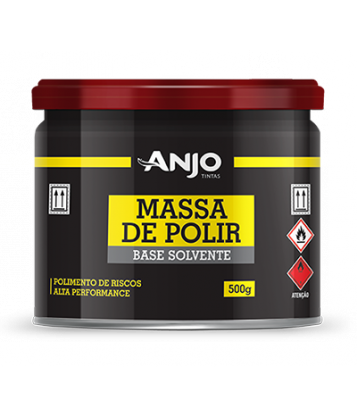 ANJO
TINTAS
MASSA
DE POLIR
BASE SOLVENTE
POLIMENTO DE RISCOS
ALTA PERFORMANCE
500g
ATENÇÃO